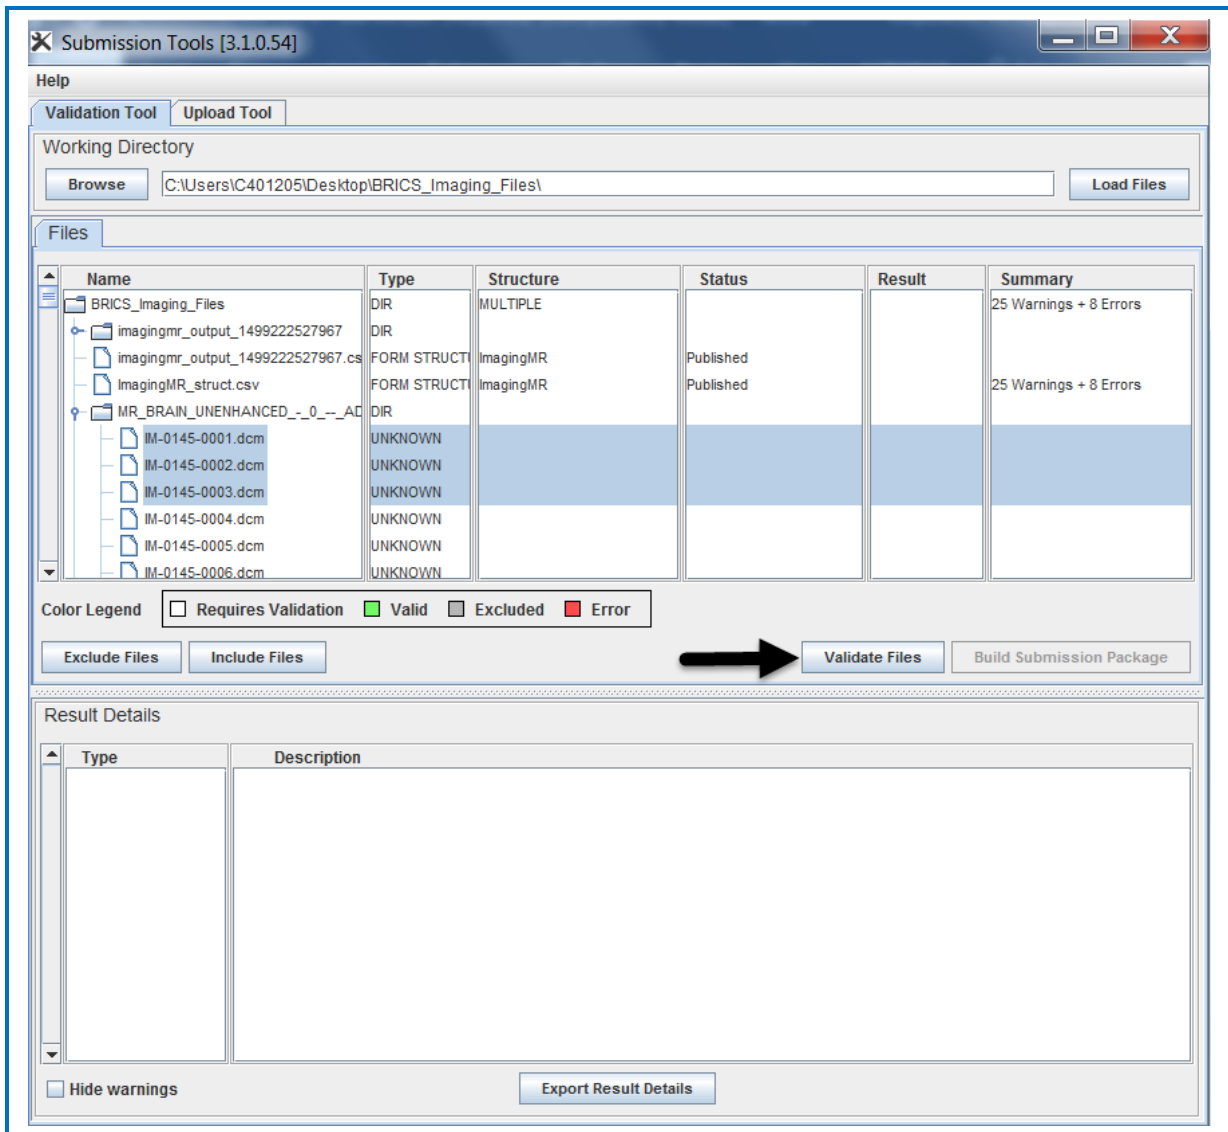 Submission Tools [3.1.0.54]
Help
Validation Tool Upload Tool
Working Directory
Browse C:\Users\C401205\Desktop\BRICS_Imaging_Files\ Load Files
Files
Name Type Structure Status Result Summary
BRICS_Imaging_Files DIR MULTIPLE 25 Warnings + 8 Errors
imagingmr_output_1499222527967 DIR
imagingmr_output_1499222527967.cs FORM STRUCT ImagingMR Published
ImagingMR_struct.csv FORM STRUCT ImagingMR Published 25 Warnings + 8 Errors
MR_BRAIN_UNENHANCED_-_0_--_AD DIR
IM-0145-0001.dcm UNKNOWN
IM-0145-0002.dcm UNKNOWN
IM-0145-0003.dcm UNKNOWN
IM-0145-0004.dcm UNKNOWN
IM-0145-0005.dcm UNKNOWN
IM-0145-0006.dcm UNKNOWN
Color Legend Requires Validation Valid Excluded Error
Exclude Files Include Files Validate Files Build Submission Package
Result Details
Type Description
Hide warnings Export Result Details